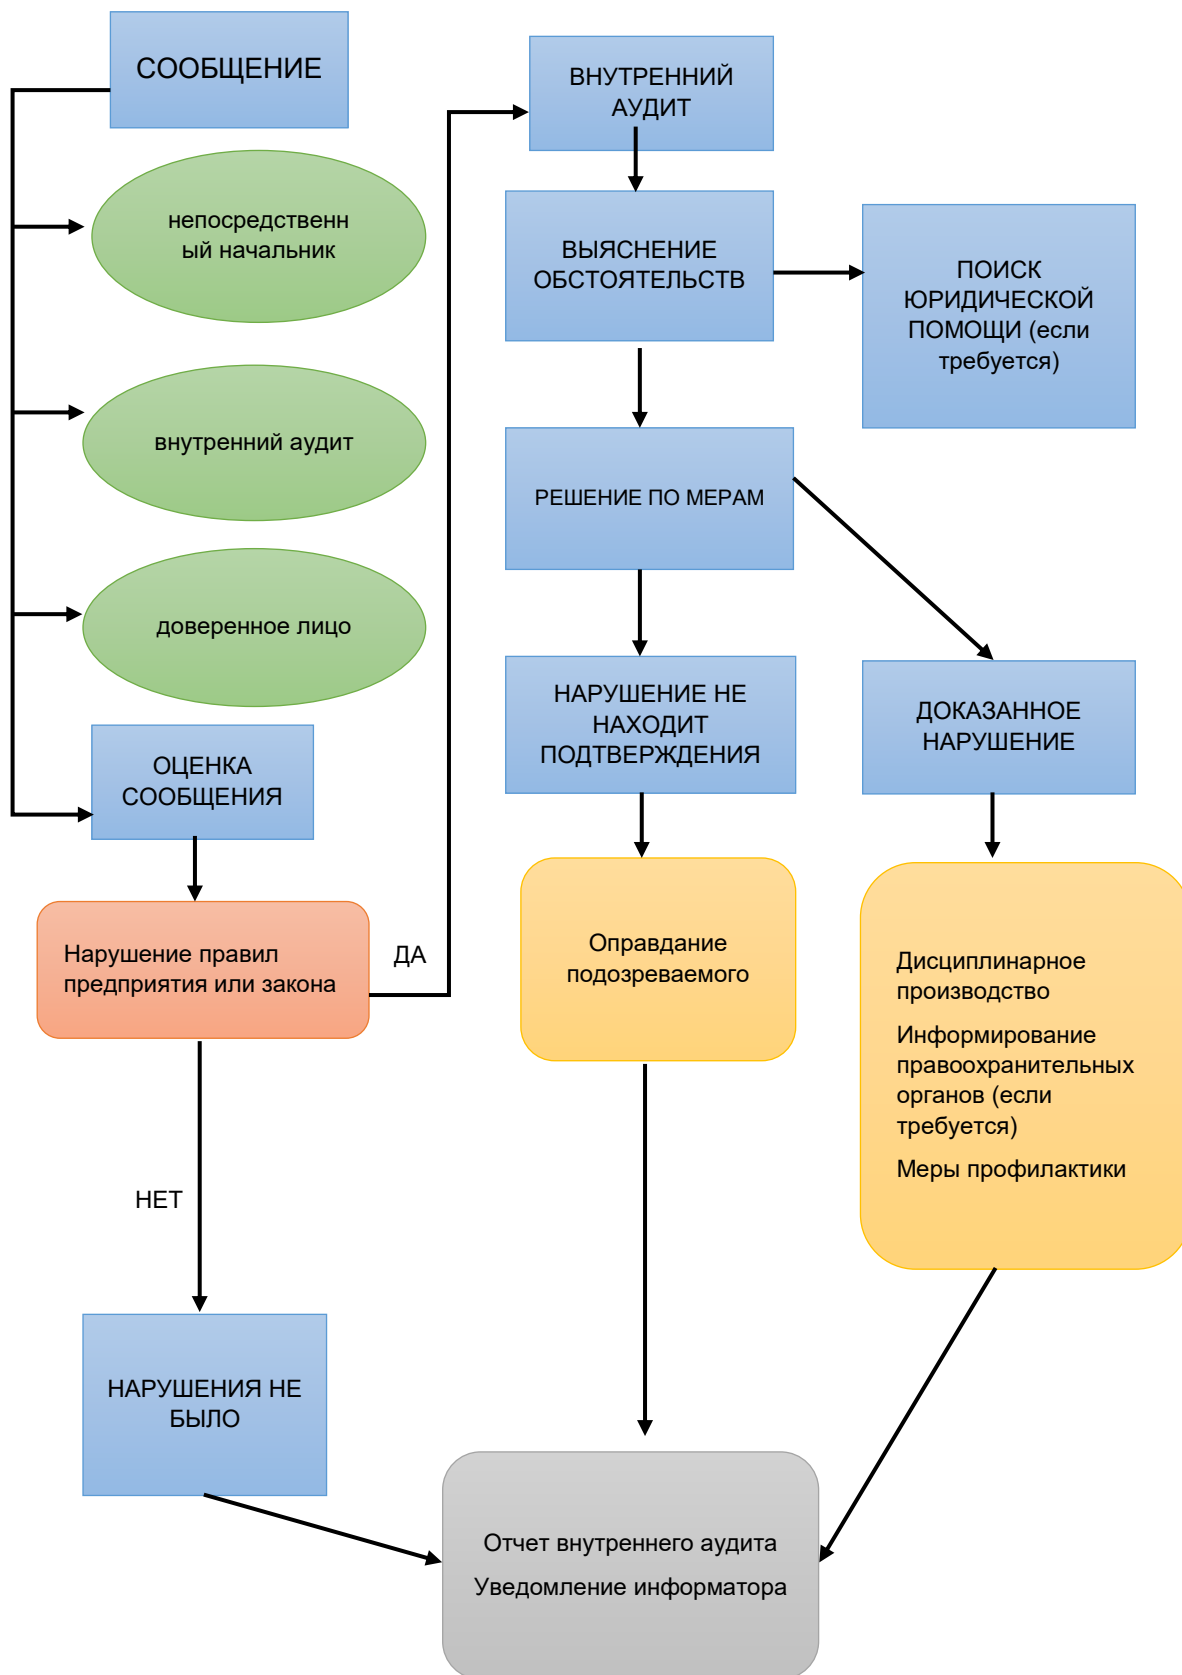 СООБЩЕНИЕ
непосредственн
ый начальник
внутренний аудит
доверенное лицо
ОЦЕНКА
СООБЩЕНИЯ
Нарушение правил
предприятия или закона
ДА
НЕТ
НАРУШЕНИЯ НЕ
БЫЛО
ВНУТРЕННИЙ
АУДИТ
ВЫЯСНЕНИЕ
ОБСТОЯТЕЛЬСТВ
ПОИСК
ЮРИДИЧЕСКОЙ
ПОМОЩИ (если
требуется)
РЕШЕНИЕ ПО МЕРАМ
НАРУШЕНИЕ НЕ
НАХОДИТ
ПОДТВЕРЖДЕНИЯ
ДОКАЗАННОЕ
НАРУШЕНИЕ
Оправдание
подозреваемого
Дисциплинарное
производство
Информирование
правоохранительных
органов (если
требуется)
Меры профилактики
Отчет внутреннего аудита
Уведомление информатора